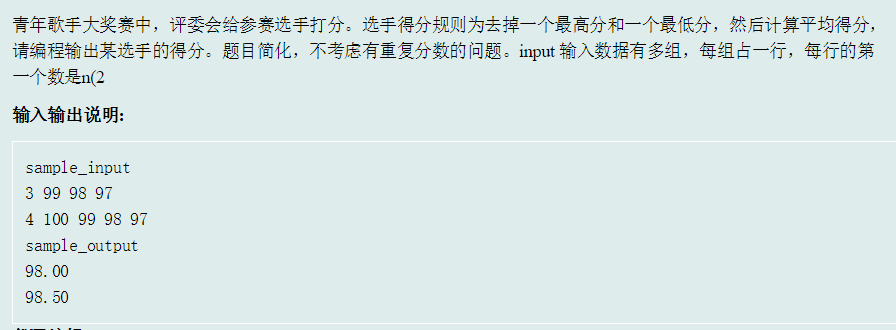 青年歌手大奖赛中，评委会给参赛选手打分。选手得分规则为去掉一个最高分和一个最低分，然后计算平均得分，
请编程输出某选手的得分。题目简化，不考虑有重复分数的问题。input 输入数据有多组，每组占一行，每行的第
一个数是n(2
输入输出说明:
sample_input
3 99 98 97
4 100 99 98 97
sample_output
98.00
98.50